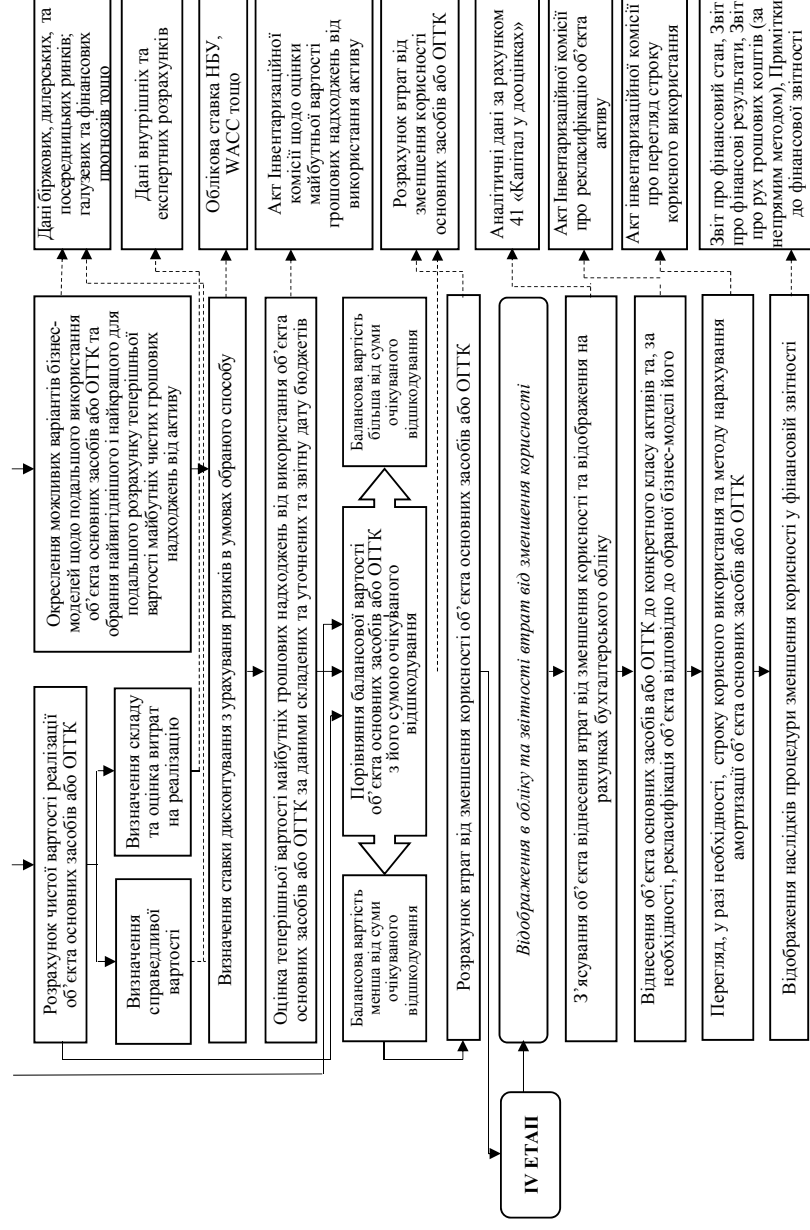 Розрахунок чистої вартості реалізації
об’єкта основних засобів або ОГГК
Визначення
справедливої
вартості
Визначення складу
та оцінка витрат
на реалізацію
Окреслення можливих варіантів бізнес-
моделей щодо подальшого використання
об’єкта основних засобів або ОГГК та
обрання найвигіднішого і найкращого для
подальшого розрахунку теперішньої
вартості майбутніх чистих грошових
надходжень від активу
Дані біржових, дилерських, та
посередницьких ринків;
галузевих та фінансових
прогнозів тощо
Дані внутрішніх та
експертних розрахунків
Визначення ставки дисконтування з урахування ризиків в умовах обраного способу
Облікова ставка НБУ,
WACC тощо
Оцінка теперішньої вартості майбутніх грошових надходжень від використання об’єкта
основних засобів або ОГГК за даними складених та уточнених та звітну дату бюджетів
Акт Інвентаризаційної
комісії щодо оцінки
майбутньої вартості
грошових надходжень від
використання активу
Балансова вартість
менша від суми
очікуваного
відшкодування
Порівняння балансової вартості
об’єкта основних засобів або ОГГК
з його сумою очікуваного
відшкодування
Балансова вартість
більша від суми
очікуваного
відшкодування
Розрахунок втрат від
зменшення корисності
основних засобів або ОГГК
Розрахунок втрат від зменшення корисності об’єкта основних засобів або ОГГК
IV ЕТАП
Відображення в обліку та звітності втрат від зменшення корисності
Аналітичні дані за рахунком
41 «Капітал у дооцінках»
З’ясування об’єкта віднесення втрат від зменшення корисності та відображення на
рахунках бухгалтерського обліку
Акт Інвентаризаційної комісії
про рекласифікацію об’єкта
активу
Віднесення об’єкта основних засобів або ОГГК до конкретного класу активів та, за
необхідності, рекласифікація об’єкта відповідно до обраної бізнес-моделі його
Акт інвентаризаційної комісії
про перегляд строку
корисного використання
Перегляд, у разі необхідності, строку корисного використання та методу нарахування
амортизації об’єкта основних засобів або ОГГК
Відображення наслідків процедури зменшення корисності у фінансовій звітності
Звіт про фінансовий стан, Звіт
про фінансові результати, Звіт
про рух грошових коштів (за
непрямим методом), Примітки
до фінансової звітності